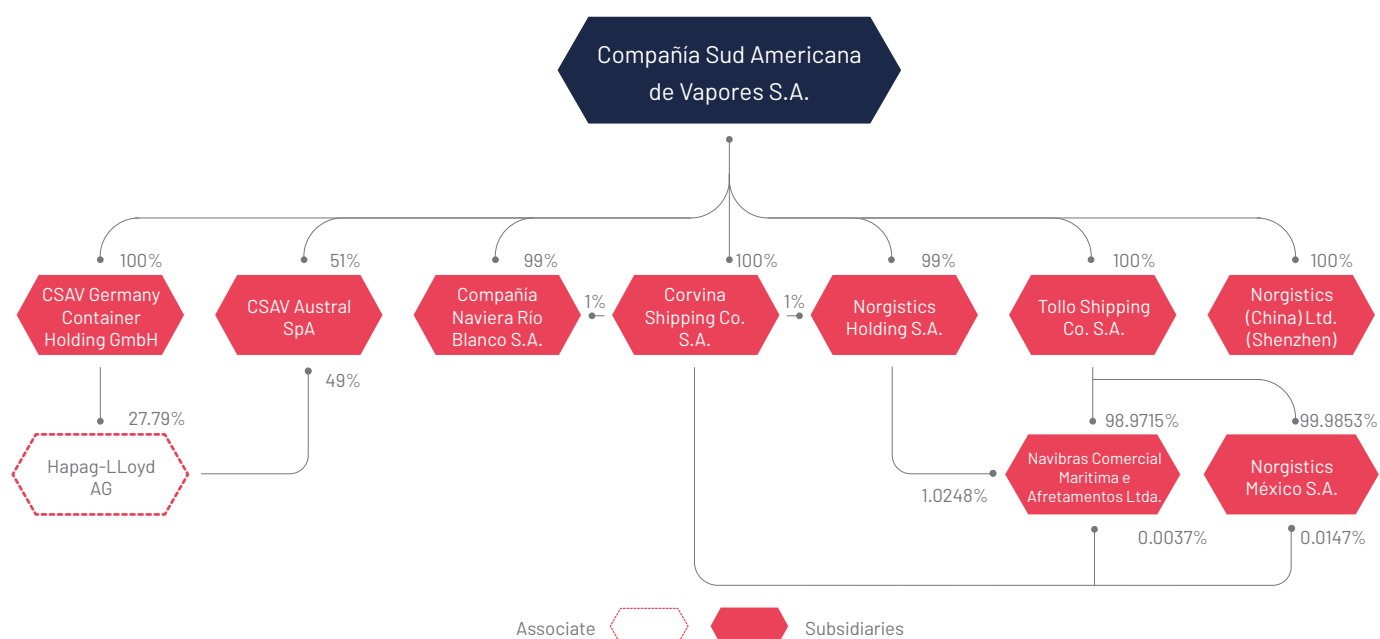 Compañía Sud Americana
de Vapores S.A.
100%
51%
99%
100%
99%
100%
100%
CSAV Germany
Container
Holding GmbH
CSAV Austral
SpA
Compañía
Naviera Río
Blanco S.A.
1%
Corvina
Shipping Co.
S.A.
1%
Norgistics
Holding S.A.
Tollo Shipping
Co. S.A.
Norgistics
(China) Ltd.
(Shenzhen)
49%
27.79%
98.9715%
99.9853%
Hapag-LLoyd
AG
Navibras Comercial
Maritima e
Afretamentos Ltda.
Norgistics
México S.A.
1.0248%
0.0037%
0.0147%
Associate
Subsidiaries